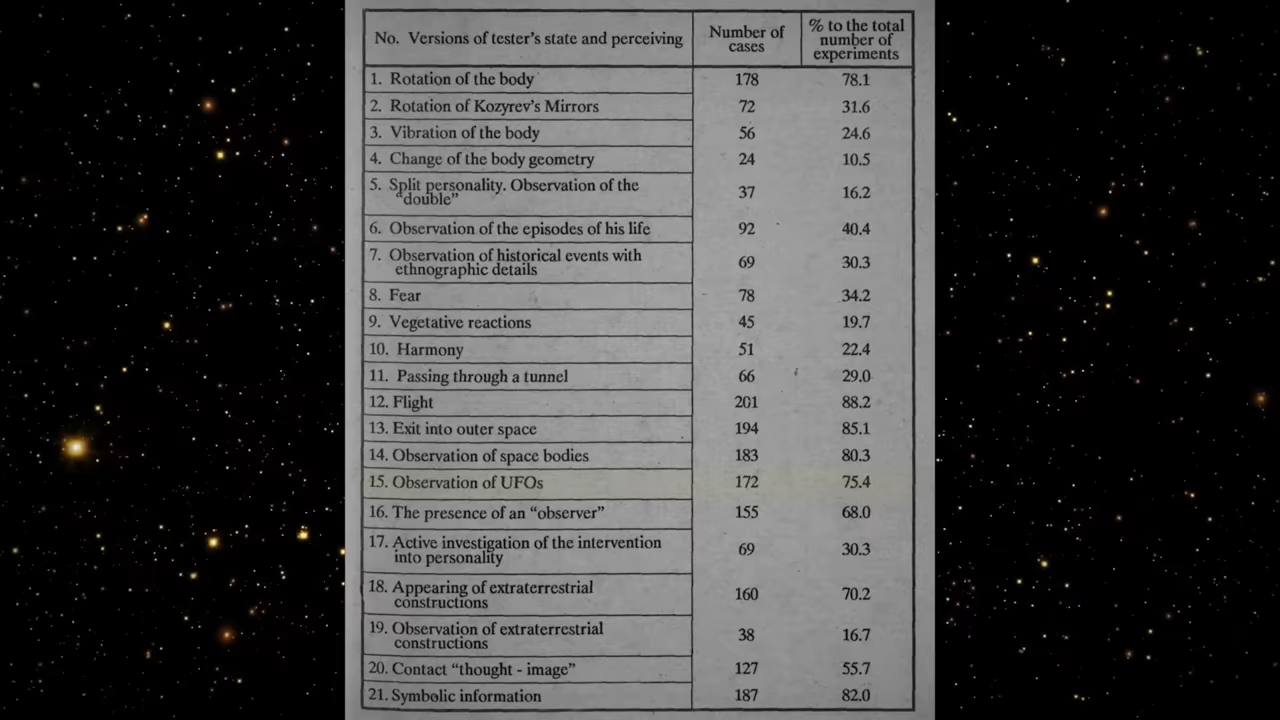 No. Versions of tester's state and perceiving
Number of
cases
% to the total
number of
experiments
1. Rotation of the body 178 78.1
2. Rotation of Kozyrev's Mirrors 72 31.6
3. Vibration of the body 56 24.6
4. Change of the body geometry 24 10.5
5. Split personality. Observation of the
"double" 37 16.2
6. Observation of the episodes of his life 92 40.4
7. Observation of historical events with
ethnographic details 69 30.3
8. Fear 78 34.2
9. Vegetative reactions 45 19.7
10. Harmony 51 22.4
11. Passing through a tunnel 66 29.0
12. Flight 201 88.2
13. Exit into outer space 194 85.1
14. Observation of space bodies 183 80.3
15. Observation of UFOs 172 75.4
16. The presence of an "observer" 155 68.0
17. Active investigation of the intervention
into personality 69 30.3
18. Appearing of extraterrestrial
constructions 160 70.2
19. Observation of extraterrestrial
constructions 38 16.7
20. Contact "thought - image" 127 55.7
21. Symbolic information 187 82.0